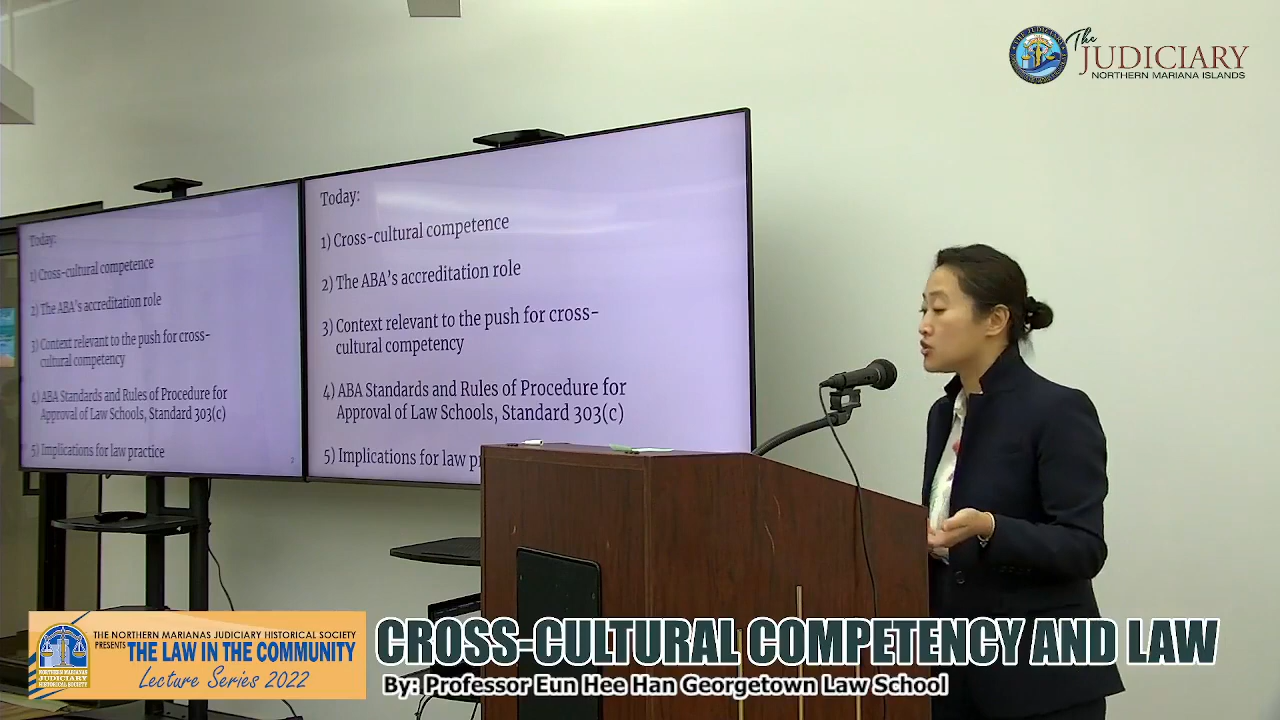 The
JUDICIARY
NORTHERN MARIANA ISLANDS
Today:
1) Cross-cultural competence
2) The ABA's accreditation role
3) Context relevant to the push for cross-
cultural competency
4) ABA Standards and Rules of Procedure for
Approval of Law Schools, Standard 303(c)
5) Implications for law practice
Today:
1) Cross-cultural competence
2) The ABA's accreditation role
3) Context relevant to the push for cross-
cultural competency
4) ABA Standards and Rules of Procedure for
Approval of Law Schools, Standard 303(c)
5) Implications for law
THE NORTHERN MARIANAS JUDICIARY HISTORICAL SOCIETY
PRESENTS THE LAW IN THE COMMUNITY
Lecture Series 2022
NORTHERN MARIANAS
JUDICIARY
HISTORICAL SOCIETY
CROSS-CULTURAL COMPETENCY AND LAW
By: Professor Eun Hee Han Georgetown Law School